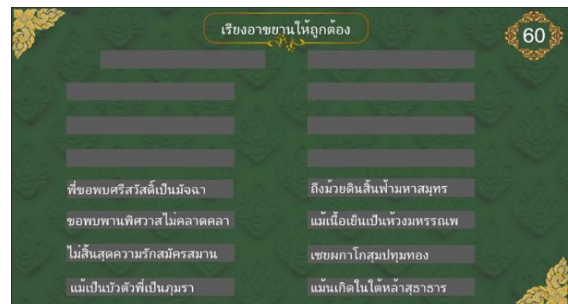 เรียงอาขยานให้ถูกต้อง
60
พี่ขอพบศรีสวัสดิ์เป็นมัจฉา
ถึงม้วยดินสิ้นฟ้ามหาสมุทร
ขอพบพานพิศวาสไม่คลาดคลา
แม้เนื้อเย็นเป็นห้วงมหรรณพ
ไม่สิ้นสุดความรักสมัครสมาน
เชยผกาโกสุมปทุมทอง
แม้เป็นบัวตัวพี่เป็นภุมรา
แม้นเกิดในใต้หล้าสุธาธาร